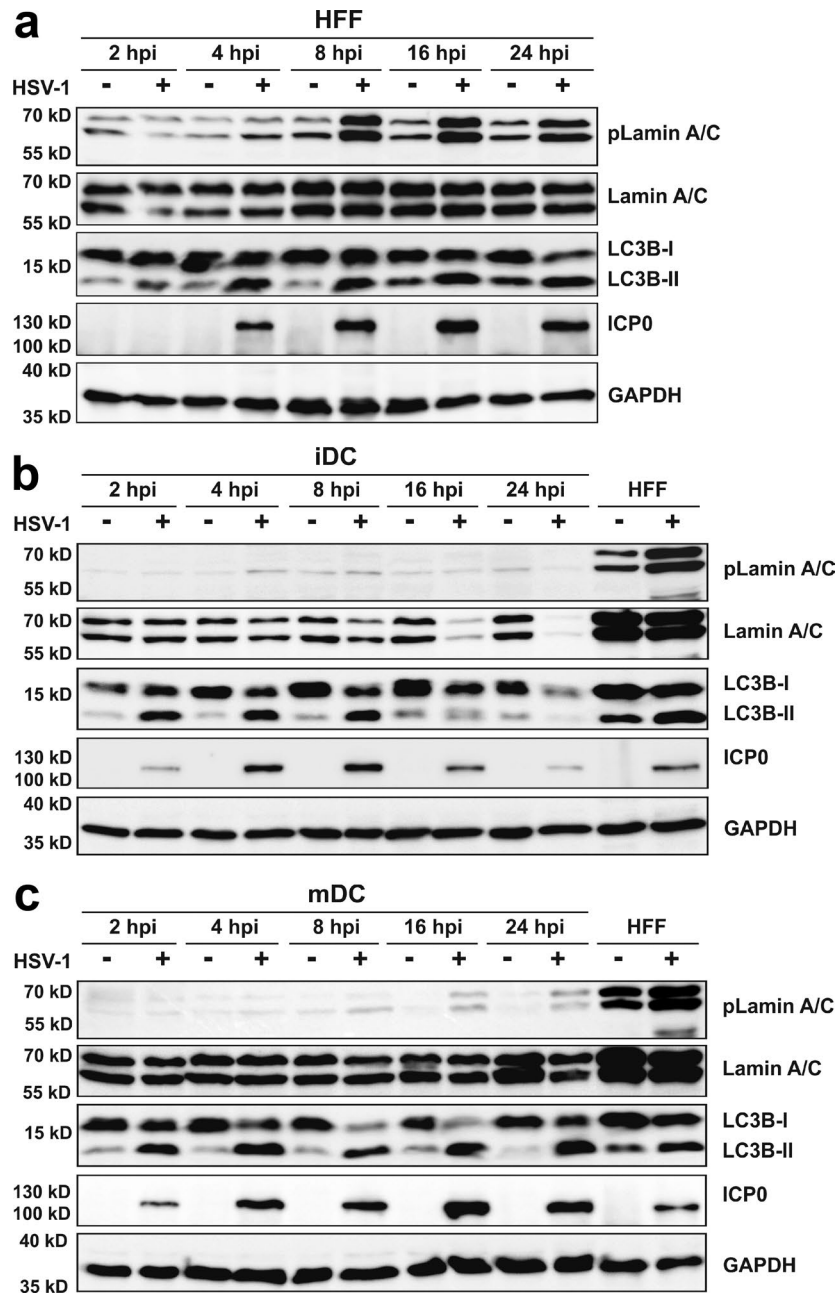 a
HFF
2 hpi 4 hpi 8 hpi 16 hpi 24 hpi
HSV-1 - + - + - + - + - +
70 kD
55 kD
pLamin A/C
70 kD
55 kD
Lamin A/C
15 kD
LC3B-I
LC3B-II
130 kD
100 kD
ICP0
40 kD
35 kD
GAPDH
b
iDC
2 hpi 4 hpi 8 hpi 16 hpi 24 hpi HFF
HSV-1 - + - + - + - + - + - +
70 kD
55 kD
pLamin A/C
70 kD
55 kD
Lamin A/C
15 kD
LC3B-I
LC3B-II
130 kD
100 kD
ICP0
40 kD
35 kD
GAPDH
c
mDC
2 hpi 4 hpi 8 hpi 16 hpi 24 hpi HFF
HSV-1 - + - + - + - + - + - +
70 kD
55 kD
pLamin A/C
70 kD
55 kD
Lamin A/C
15 kD
LC3B-I
LC3B-II
130 kD
100 kD
ICP0
40 kD
35 kD
GAPDH